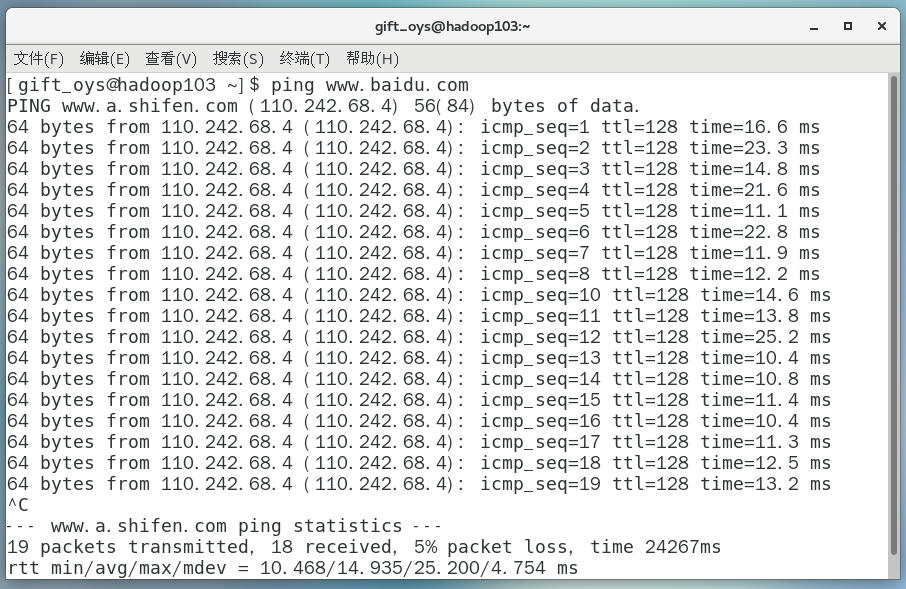 gift_oys@hadoop103:~
文件(F) 编辑(E) 查看(V) 搜索(S) 终端(T) 帮助(H)
[gift_oys@hadoop103 ~]$ ping www.baidu.com
PING www.a.shifen.com (110.242.68.4) 56(84) bytes of data.
64 bytes from 110.242.68.4 (110.242.68.4): icmp_seq=1 ttl=128 time=16.6 ms
64 bytes from 110.242.68.4 (110.242.68.4): icmp_seq=2 ttl=128 time=23.3 ms
64 bytes from 110.242.68.4 (110.242.68.4): icmp_seq=3 ttl=128 time=14.8 ms
64 bytes from 110.242.68.4 (110.242.68.4): icmp_seq=4 ttl=128 time=21.6 ms
64 bytes from 110.242.68.4 (110.242.68.4): icmp_seq=5 ttl=128 time=11.1 ms
64 bytes from 110.242.68.4 (110.242.68.4): icmp_seq=6 ttl=128 time=22.8 ms
64 bytes from 110.242.68.4 (110.242.68.4): icmp_seq=7 ttl=128 time=11.9 ms
64 bytes from 110.242.68.4 (110.242.68.4): icmp_seq=8 ttl=128 time=12.2 ms
64 bytes from 110.242.68.4 (110.242.68.4): icmp_seq=10 ttl=128 time=14.6 ms
64 bytes from 110.242.68.4 (110.242.68.4): icmp_seq=11 ttl=128 time=13.8 ms
64 bytes from 110.242.68.4 (110.242.68.4): icmp_seq=12 ttl=128 time=25.2 ms
64 bytes from 110.242.68.4 (110.242.68.4): icmp_seq=13 ttl=128 time=10.4 ms
64 bytes from 110.242.68.4 (110.242.68.4): icmp_seq=14 ttl=128 time=10.8 ms
64 bytes from 110.242.68.4 (110.242.68.4): icmp_seq=15 ttl=128 time=11.4 ms
64 bytes from 110.242.68.4 (110.242.68.4): icmp_seq=16 ttl=128 time=10.4 ms
64 bytes from 110.242.68.4 (110.242.68.4): icmp_seq=17 ttl=128 time=11.3 ms
64 bytes from 110.242.68.4 (110.242.68.4): icmp_seq=18 ttl=128 time=12.5 ms
64 bytes from 110.242.68.4 (110.242.68.4): icmp_seq=19 ttl=128 time=13.2 ms
^C
--- www.a.shifen.com ping statistics ---
19 packets transmitted, 18 received, 5% packet loss, time 24267ms
rtt min/avg/max/mdev = 10.468/14.935/25.200/4.754 ms